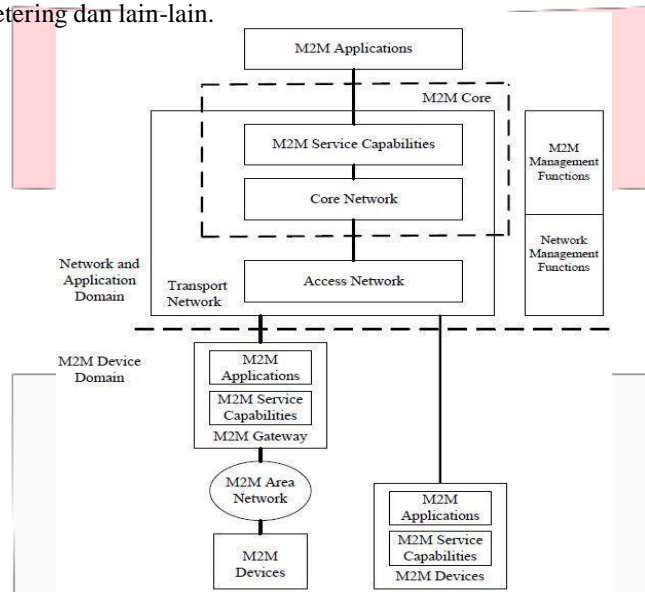 etering dan lain-lain.
M2M Applications
M2M Core
M2M Service Capabilities
Core Network
Access Network
Transport
Network
M2M
Management
Functions
Network
Management
Functions
Network and
Application
Domain
M2M Device
Domain
M2M
Applications
M2M Service
Capabilities
M2M Gateway
M2M Area
Network
M2M
Devices
M2M
Applications
M2M Service
Capabilities
M2M Devices